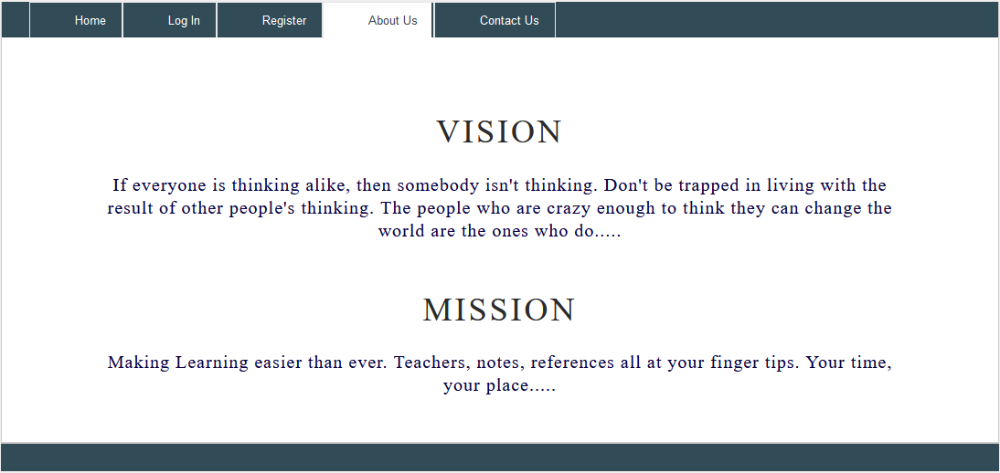 Home Log In Register About Us Contact Us
VISION
If everyone is thinking alike, then somebody isn't thinking. Don't be trapped in living with the
result of other people's thinking. The people who are crazy enough to think they can change the
world are the ones who do.....
MISSION
Making Learning easier than ever. Teachers, notes, references all at your finger tips. Your time,
your place.....